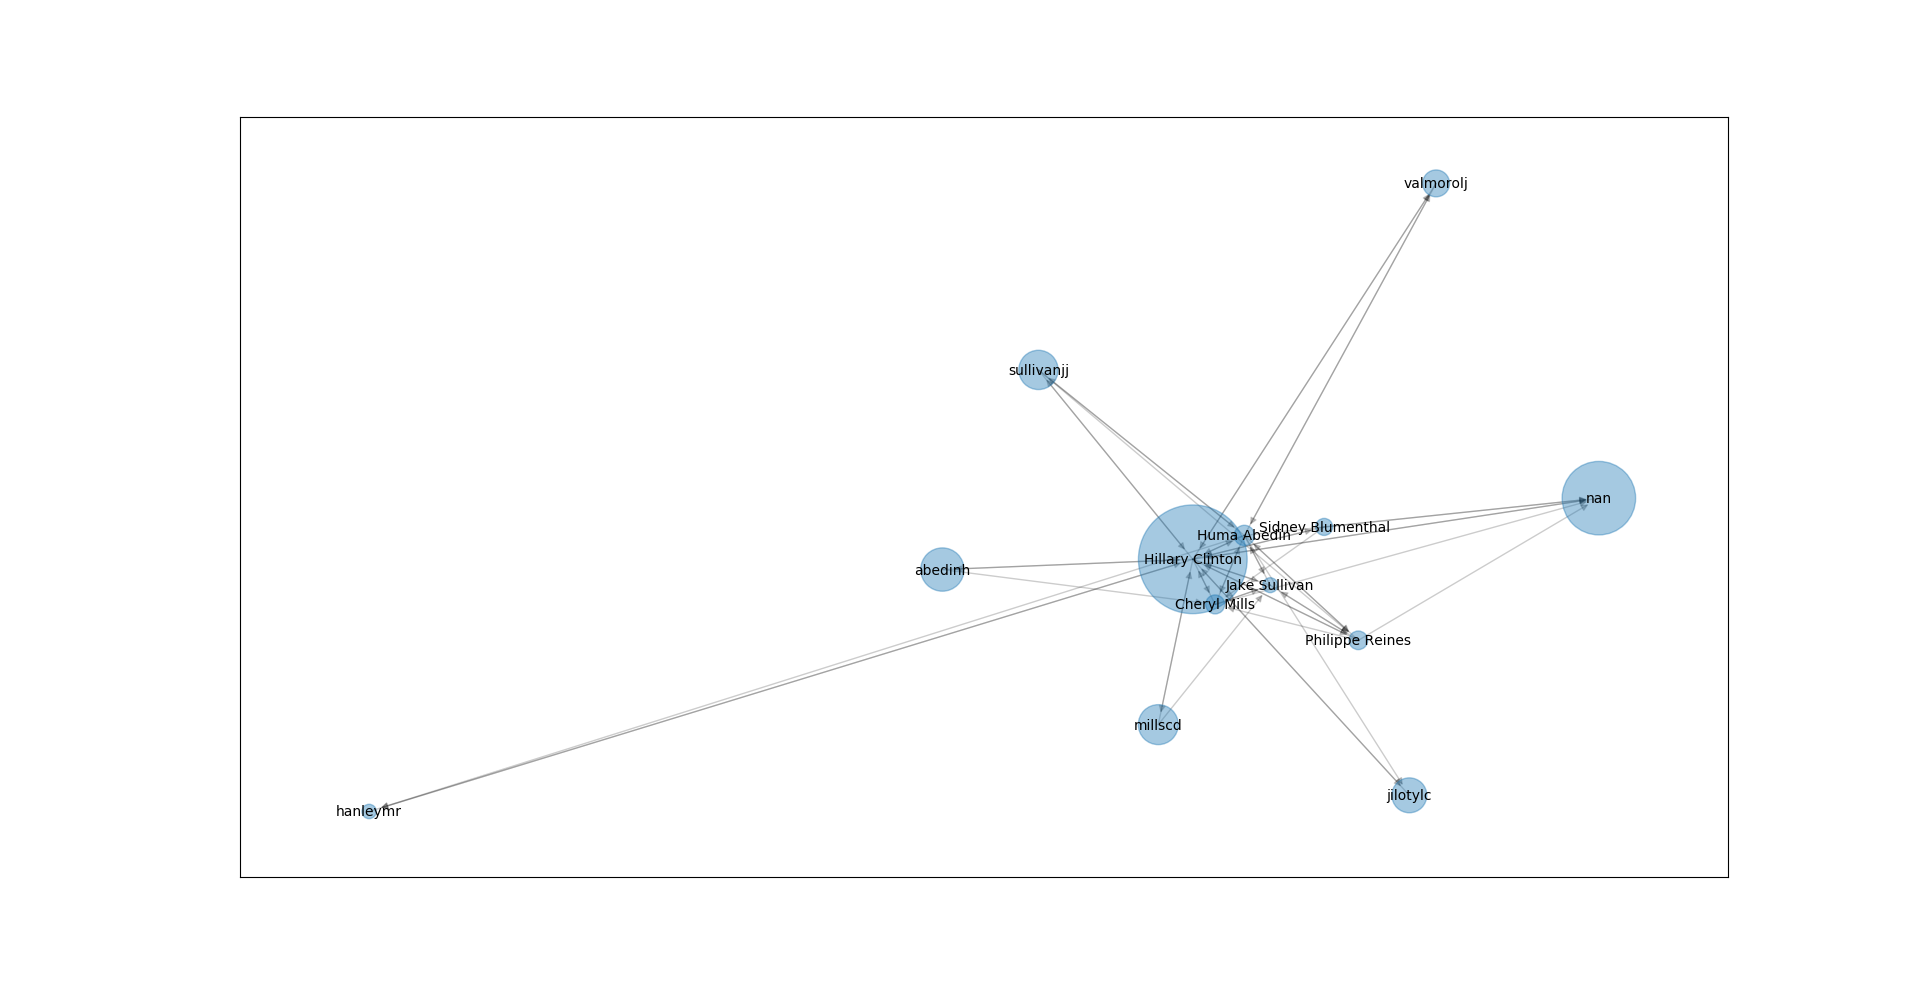 valmorolj
sullivanjj
nan
Sidney Blumenthal
Huma Abedin
Hillary Clinton
abedinh
Jake Sullivan
Cheryl Mills
Philippe Reines
millscd
jilotylc
hanleymr